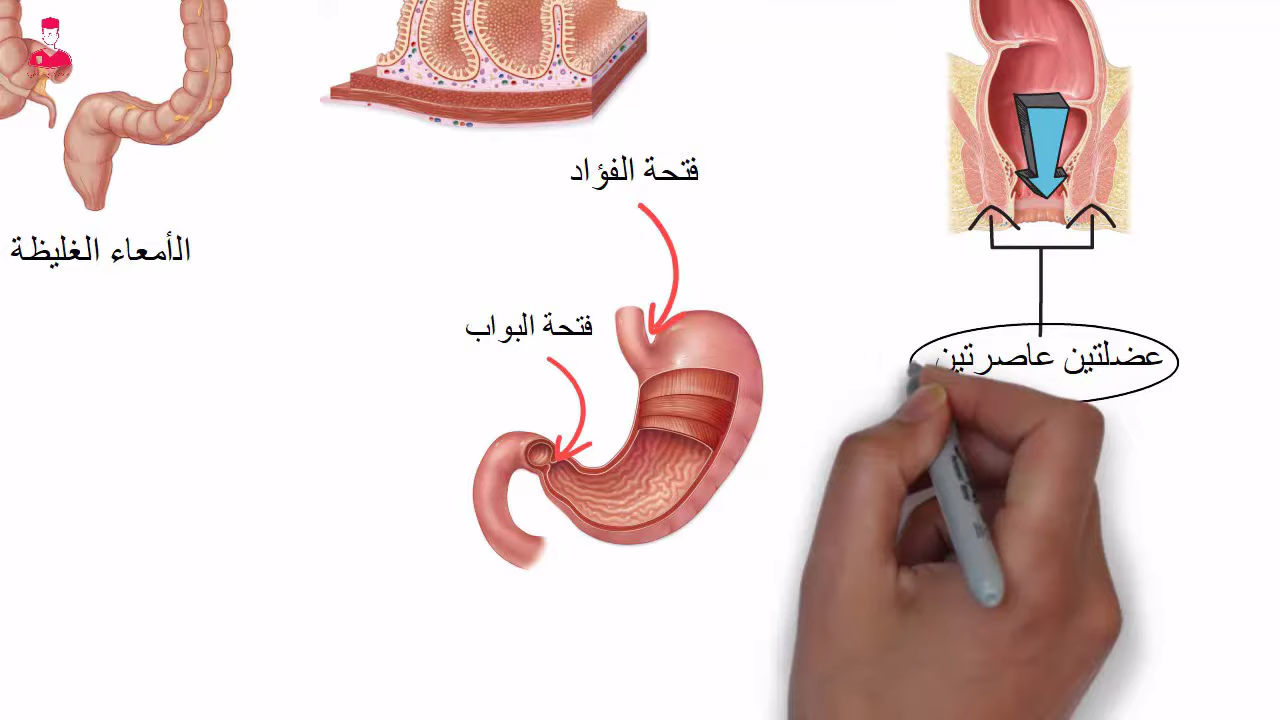 فتحة الفؤاد
الأمعاء الغليظة
فتحة البواب
عضلتين عاصرتين